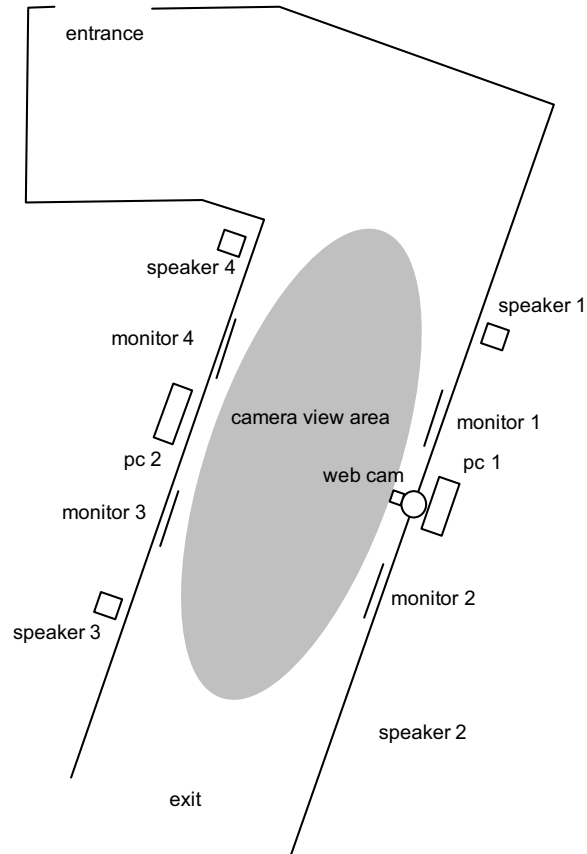 entrance
speaker 4
speaker 1
monitor 4
camera view area
monitor 1
pc 2
web cam
pc 1
monitor 3
monitor 2
speaker 3
speaker 2
exit